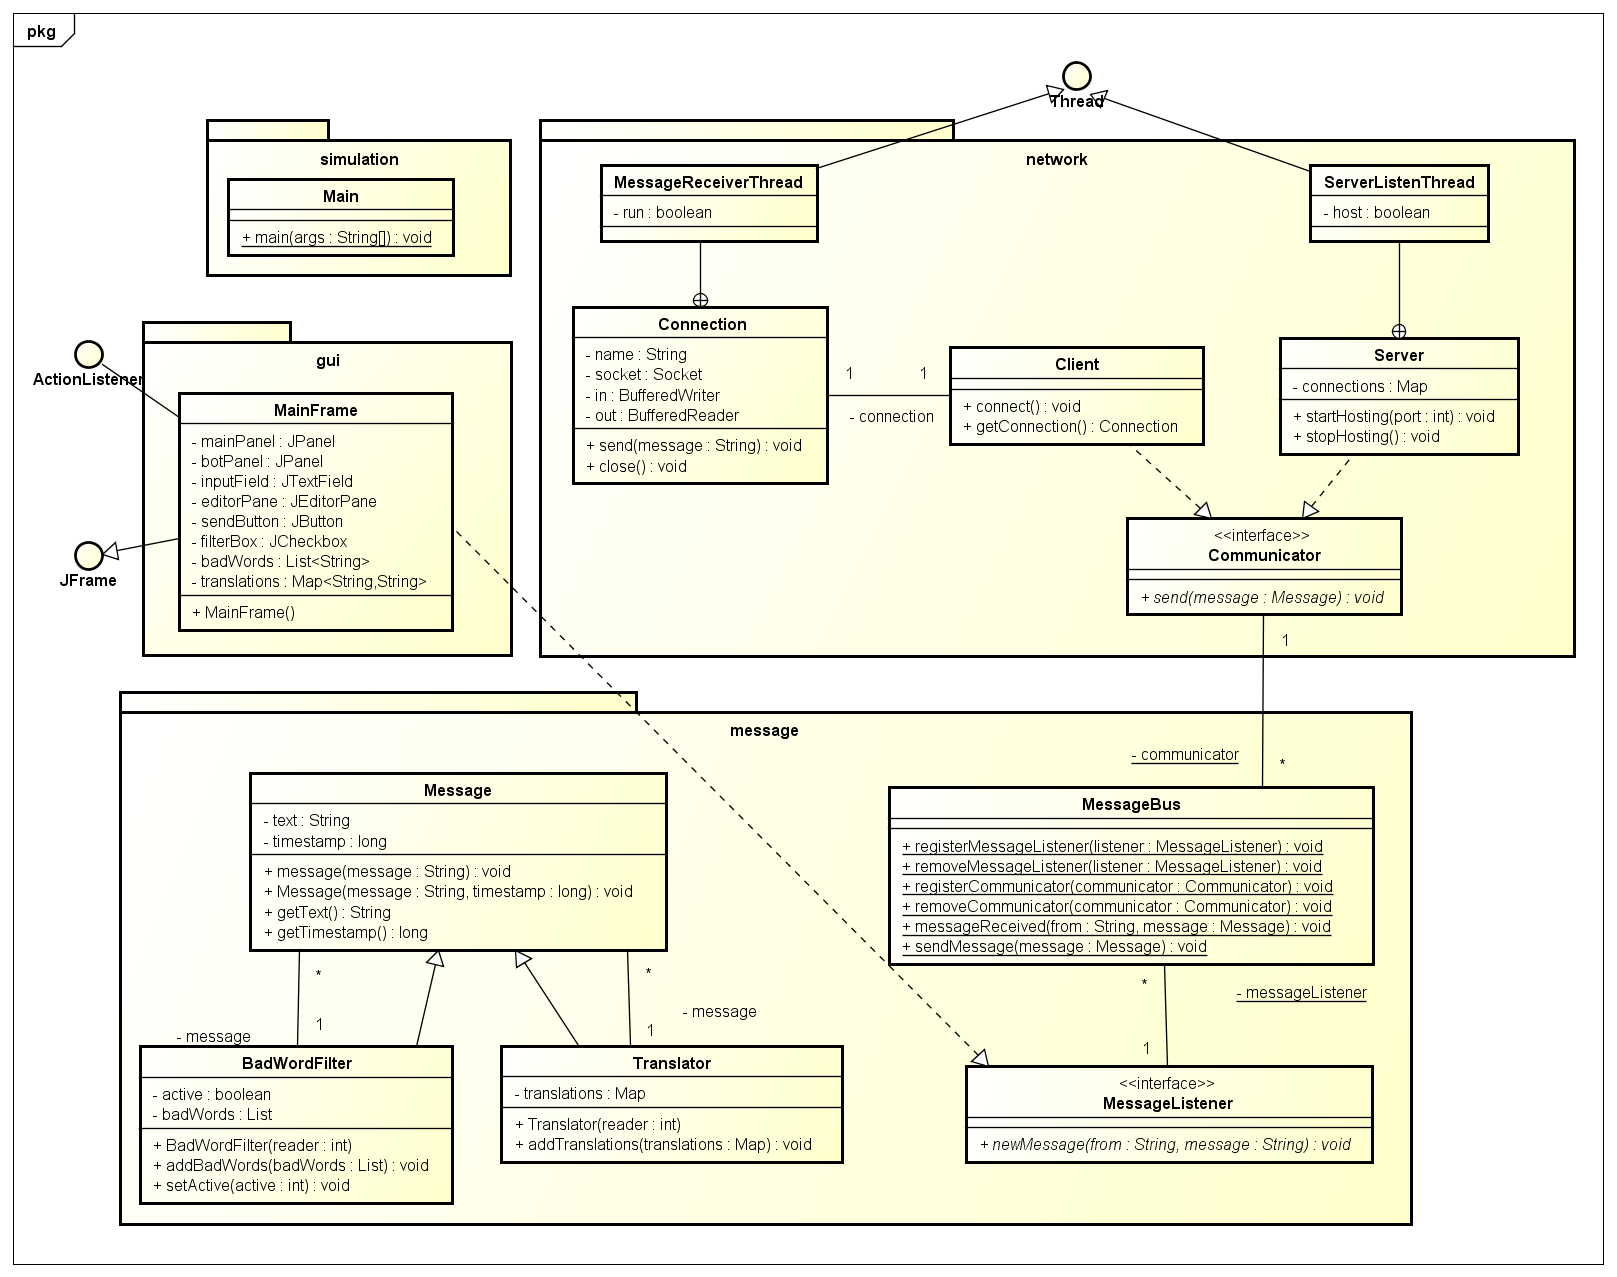 pkg
Thread
simulation
Main
+ main(args : String[]) : void
network
MessageReceiverThread
- run : boolean
ServerListenThread
- host : boolean
Connection
- name : String
- socket : Socket
- in : BufferedWriter
- out : BufferedReader
+ send(message : String) : void
+ close() : void
1
1
- connection
Client
+ connect() : void
+ getConnection() : Connection
Server
- connections : Map
+ startHosting(port : int) : void
+ stopHosting() : void
<<interface>>
Communicator
+ send(message : Message) : void
1
ActionListener
JFrame
gui
MainFrame
- mainPanel : JPanel
- botPanel : JPanel
- inputField : JTextField
- editorPane : JEditorPane
- sendButton : JButton
- filterBox : JCheckbox
- badWords : List<String>
- translations : Map<String,String>
+ MainFrame()
message
- communicator
*
Message
- text : String
- timestamp : long
+ message(message : String) : void
+ Message(message : String, timestamp : long) : void
+ getText() : String
+ getTimestamp() : long
MessageBus
+ registerMessageListener(listener : MessageListener) : void
+ removeMessageListener(listener : MessageListener) : void
+ registerCommunicator(communicator : Communicator) : void
+ removeCommunicator(communicator : Communicator) : void
+ messageReceived(from : String, message : Message) : void
+ sendMessage(message : Message) : void
*
1
- message
*
1
- message
*
- messageListener
1
BadWordFilter
- active : boolean
- badWords : List
+ BadWordFilter(reader : int)
+ addBadWords(badWords : List) : void
+ setActive(active : int) : void
Translator
- translations : Map
+ Translator(reader : int)
+ addTranslations(translations : Map) : void
<<interface>>
MessageListener
+ newMessage(from : String, message : String) : void